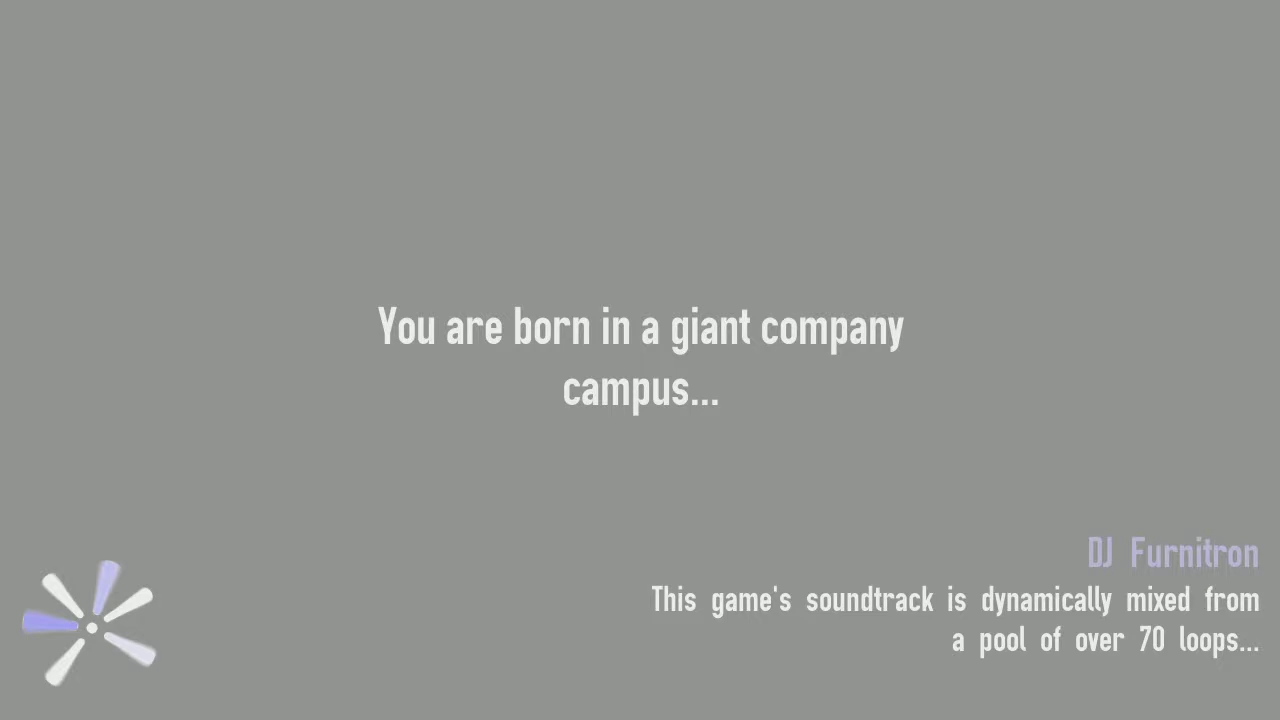 You are born in a giant company
campus...
DJ Furnitron
This game's soundtrack is dynamically mixed from
a pool of over 70 loops...